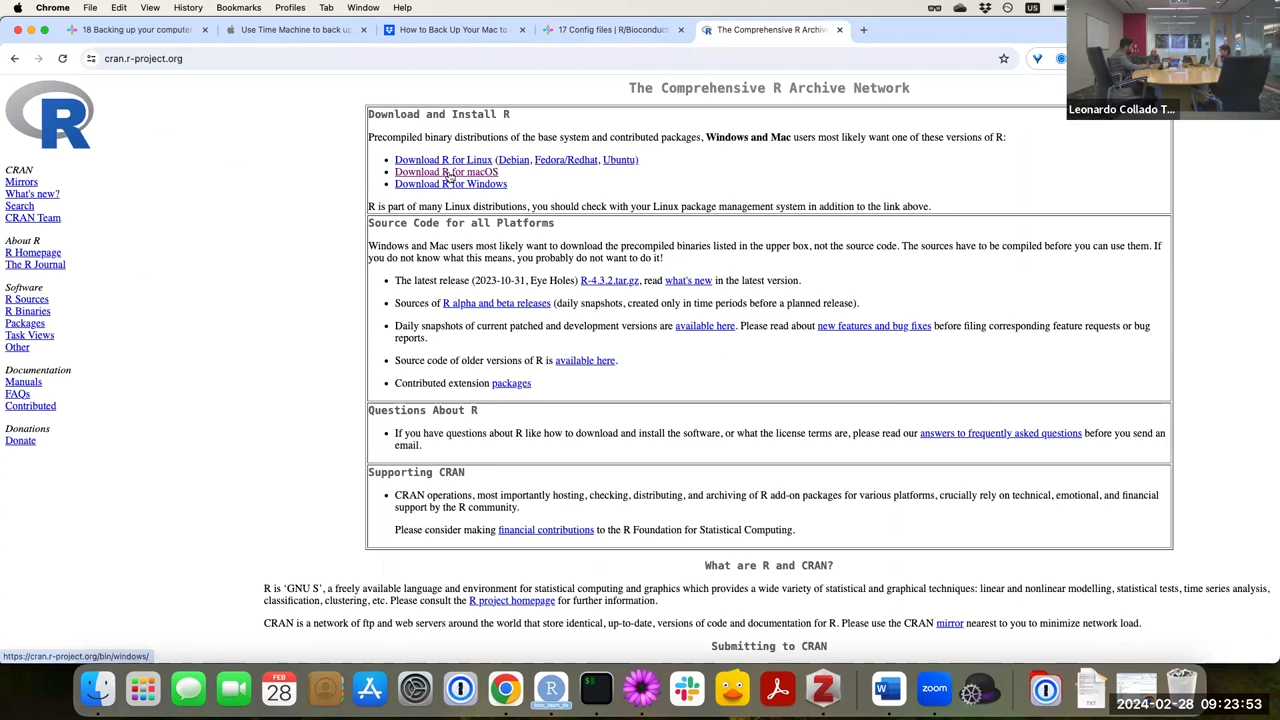 Chrome File Edit View History Bookmarks Profiles Tab Window Help
18 Backing up your computer
Use Time Machine to back up
How to Back Up Your Mac to
17 Config files | R/Bioconduct
The Comprehensive R Archive
cran.r-project.org
Leonardo Collado T...
R
CRAN
Mirrors
What's new?
Search
CRAN Team
About R
R Homepage
The R Journal
Software
R Sources
R Binaries
Packages
Task Views
Other
Documentation
Manuals
FAQs
Contributed
Donations
Donate
The Comprehensive R Archive Network
Download and Install R
Precompiled binary distributions of the base system and contributed packages, Windows and Mac users most likely want one of these versions of R:
• Download R for Linux (Debian, Fedora/Redhat, Ubuntu)
• Download R for macOS
• Download R for Windows
R is part of many Linux distributions, you should check with your Linux package management system in addition to the link above.
Source Code for all Platforms
Windows and Mac users most likely want to download the precompiled binaries listed in the upper box, not the source code. The sources have to be compiled before you can use them. If
you do not know what this means, you probably do not want to do it!
• The latest release (2023-10-31, Eye Holes) R-4.3.2.tar.gz, read what's new in the latest version.
• Sources of R alpha and beta releases (daily snapshots, created only in time periods before a planned release).
• Daily snapshots of current patched and development versions are available here. Please read about new features and bug fixes before filing corresponding feature requests or bug
reports.
• Source code of older versions of R is available here.
• Contributed extension packages
Questions About R
• If you have questions about R like how to download and install the software, or what the license terms are, please read our answers to frequently asked questions before you send an
email.
Supporting CRAN
• CRAN operations, most importantly hosting, checking, distributing, and archiving of R add-on packages for various platforms, crucially rely on technical, emotional, and financial
support by the R community.
Please consider making financial contributions to the R Foundation for Statistical Computing.
What are R and CRAN?
R is ‘GNU S’, a freely available language and environment for statistical computing and graphics which provides a wide variety of statistical and graphical techniques: linear and nonlinear modelling, statistical tests, time series analysis,
classification, clustering, etc. Please consult the R project homepage for further information.
CRAN is a network of ftp and web servers around the world that store identical, up-to-date, versions of code and documentation for R. Please use the CRAN mirror nearest to you to minimize network load.
Submitting to CRAN
https://cran.r-project.org/bin/windows/
FEB
28
R
bioc_team_ds
W
zoom
TXT
2024-02-28 09:23:53